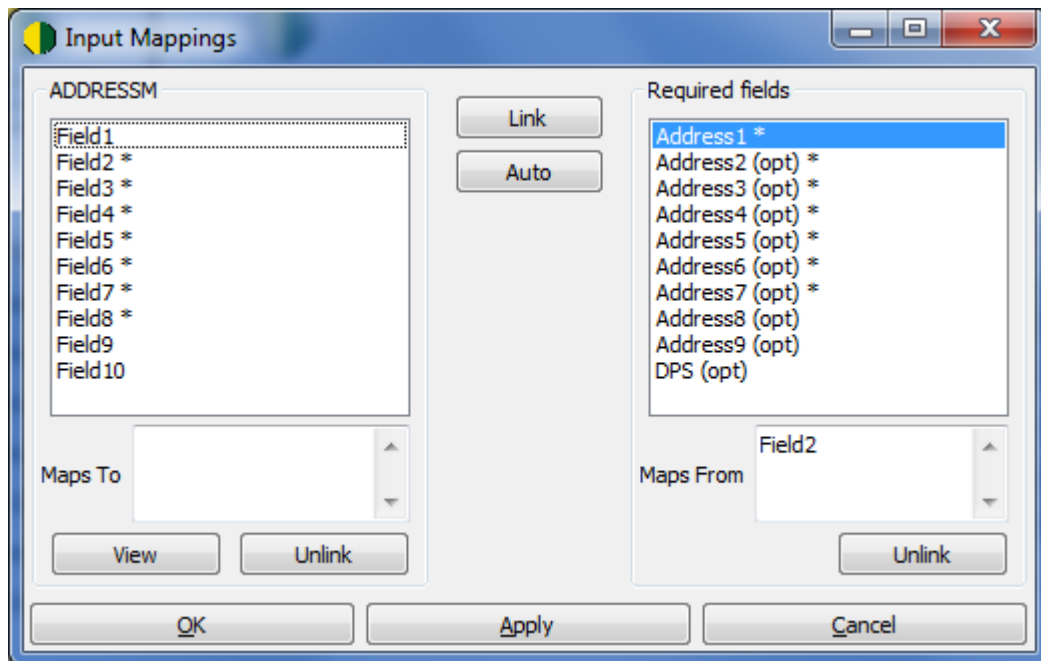 Input Mappings
ADDRESSM
Field1
Field2 *
Field3 *
Field4 *
Field5 *
Field6 *
Field7 *
Field8 *
Field9
Field10
Maps To
View
Unlink
Link
Auto
Required fields
Address1 *
Address2 (opt) *
Address3 (opt) *
Address4 (opt) *
Address5 (opt) *
Address6 (opt) *
Address7 (opt) *
Address8 (opt)
Address9 (opt)
DPS (opt)
Maps From
Field2
Unlink
OK
Apply
Cancel